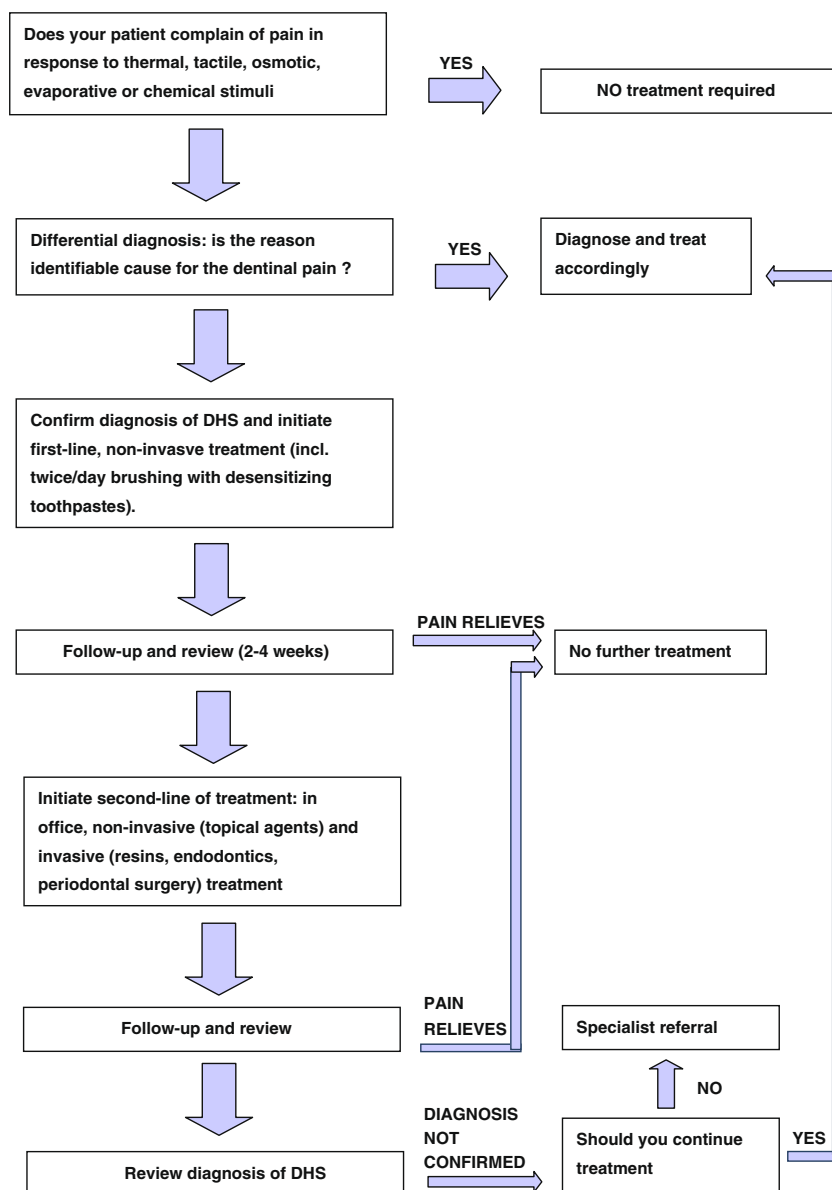 Does your patient complain of pain in
response to thermal, tactile, osmotic,
evaporative or chemical stimuli
YES
NO treatment required
Differential diagnosis: is the reason
identifiable cause for the dentinal pain ?
YES
Diagnose and treat
accordingly
Confirm diagnosis of DHS and initiate
first-line, non-invasve treatment (incl.
twice/day brushing with desensitizing
toothpastes).
Follow-up and review (2-4 weeks)
PAIN RELIEVES
No further treatment
Initiate second-line of treatment: in
office, non-invasive (topical agents) and
invasive (resins, endodontics,
periodontal surgery) treatment
Follow-up and review
PAIN
RELIEVES
Specialist referral
NO
Review diagnosis of DHS
DIAGNOSIS
NOT
CONFIRMED
Should you continue
treatment
YES